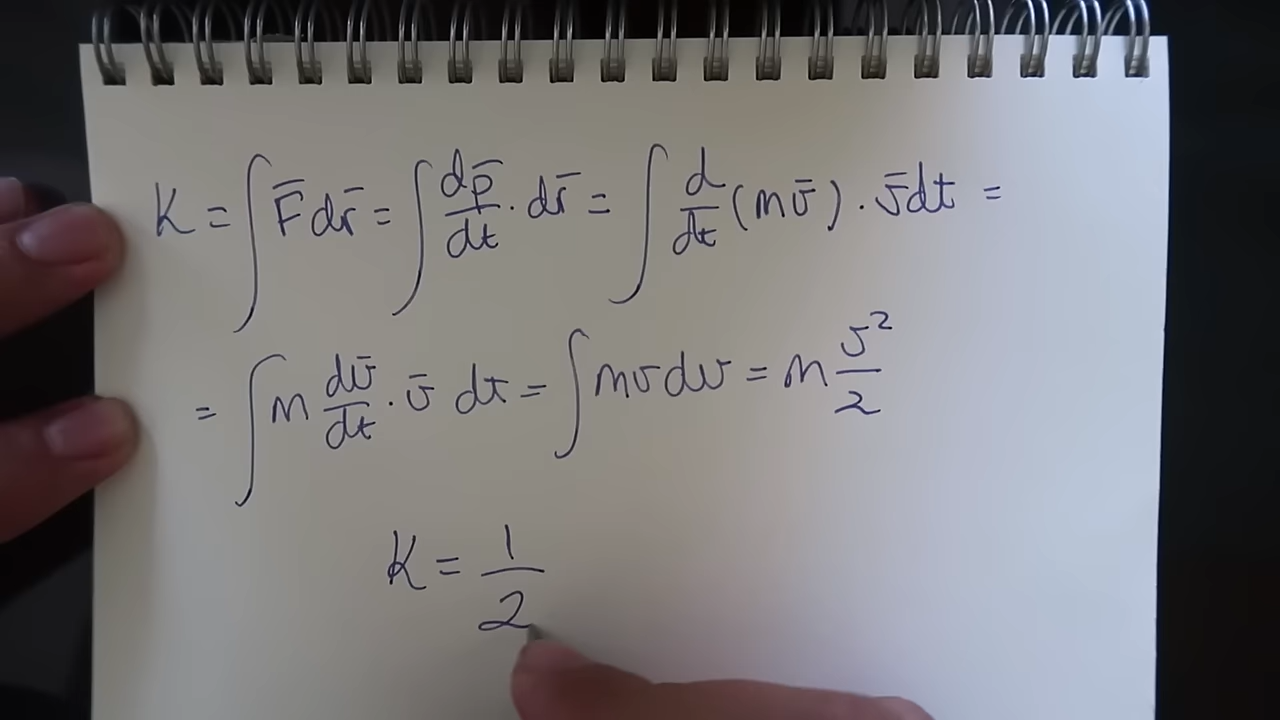 K = ∫ F̄ dr̄ = ∫ dp̄/dt · dr̄ = ∫ d/dt (mv̄) · v̄ dt =
= ∫ m dv̄/dt · v̄ dt = ∫ mv dv = m v²/2
K = 1/2